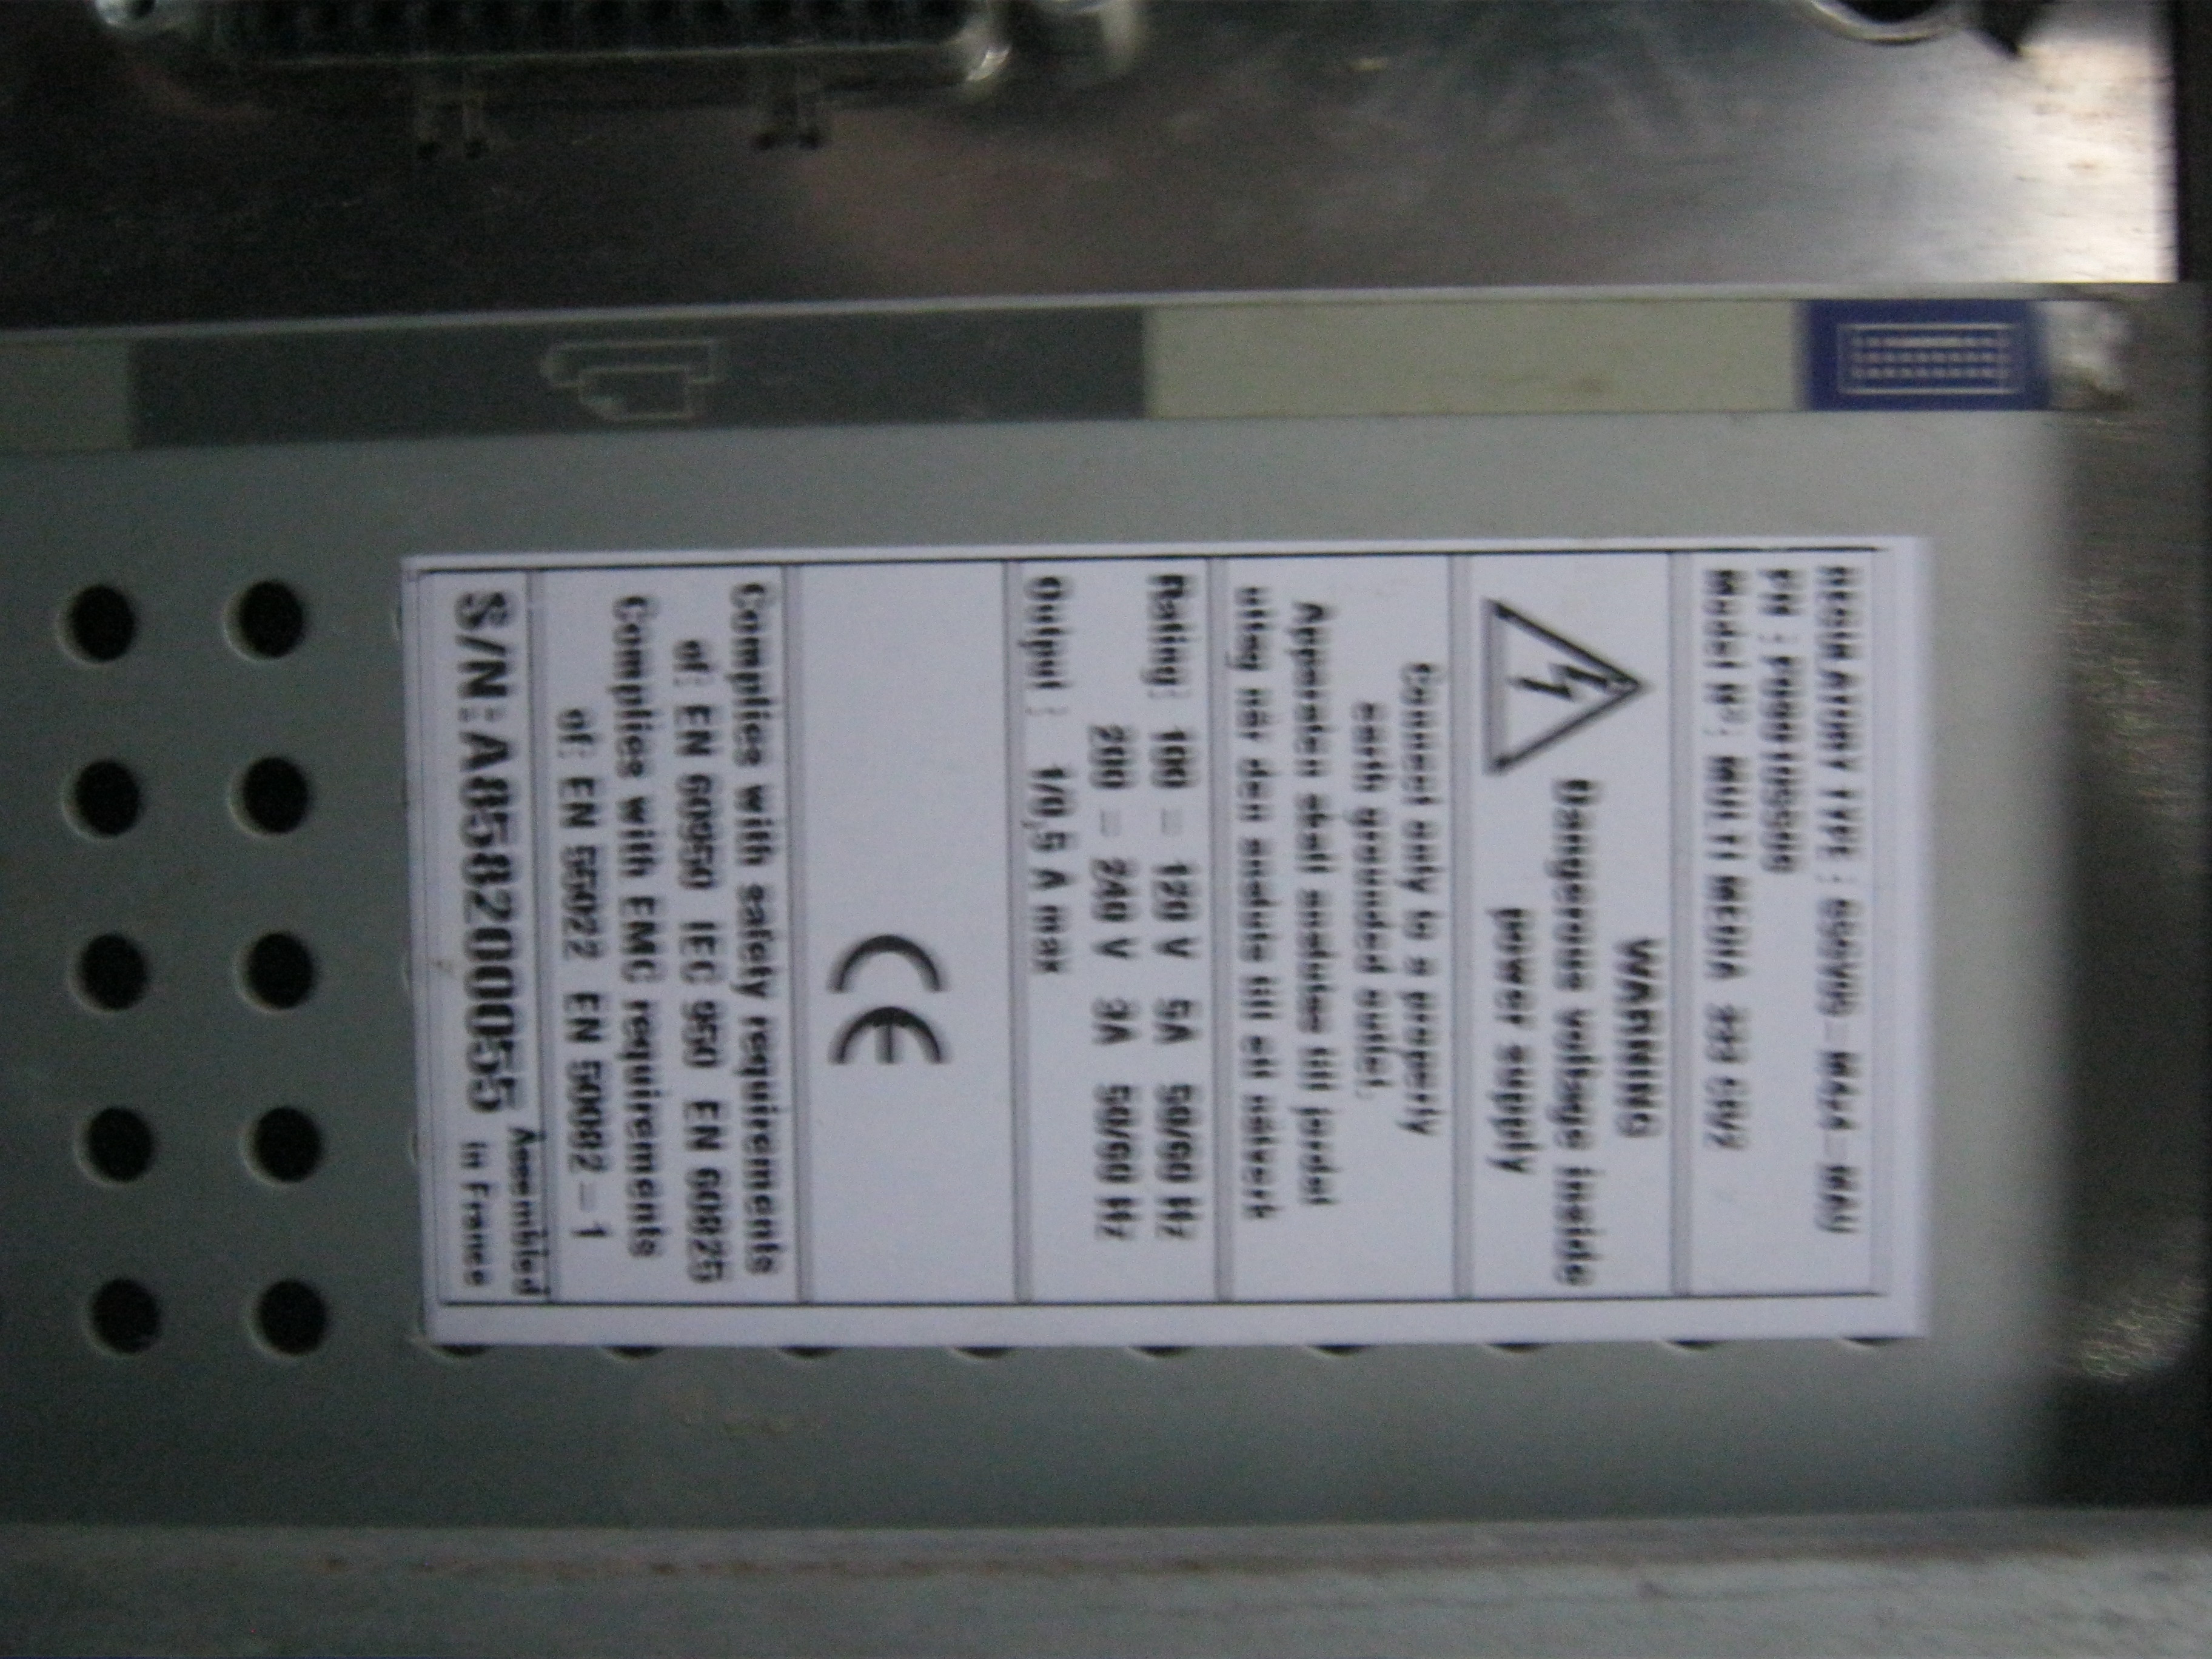 REGULATORY TYPE :
PN :
Model N° : MULTI MEDIA
WARNING
Dangerous voltage inside
power supply
Connect only to a properly
earth grounded outlet.
Apparaten skall anslutas till jordat
uttag när den ansluts till ett nätverk
Rating: 100 - 120 V 5A 50/60 Hz
200 - 240 V 3A 50/60 Hz
Output : 1/0,5 A max
CE
Complies with safety requirements
of: EN 60950 IEC 950 EN 60825
Complies with EMC requirements
of: EN 55022 EN 50082-1
S/N:A858200055 Assembled
in France